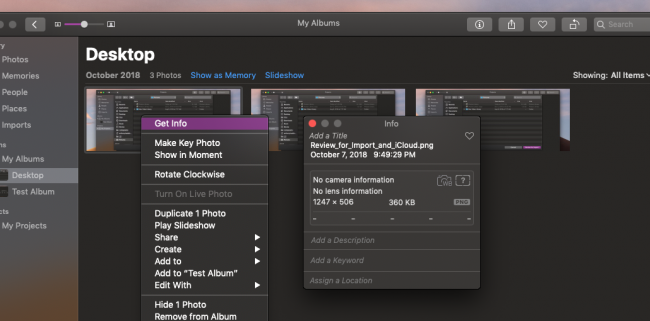 My Albums
Search
Photos
Memories
People
Places
Imports
My Albums
Desktop
Test Album
My Projects
Desktop
October 2018 3 Photos Show as Memory Slideshow
Showing: All Items
Get Info
Make Key Photo
Show in Moment
Rotate Clockwise
Turn On Live Photo
Duplicate 1 Photo
Play Slideshow
Share
Create
Add to
Add to “Test Album”
Edit With
Hide 1 Photo
Remove from Album
Info
Add a Title
Review_for_Import_and_iCloud.png
October 7, 2018 9:49:29 PM
No camera information
No lens information
1247 × 506 360 KB PNG
Add a Description
Add a Keyword
Assign a Location